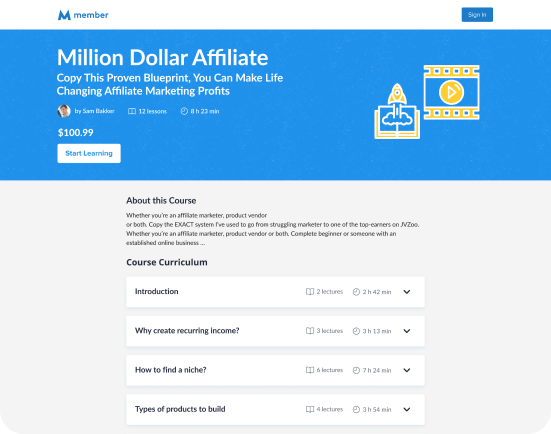 member
Sign In
Million Dollar Affiliate
Copy This Proven Blueprint, You Can Make Life
Changing Affiliate Marketing Profits
by Sam Bakker 12 lessons 8 h 23 min
$100.99
Start Learning
About this Course
Whether you're an affiliate marketer, product vendor
or both. Copy the EXACT system I've used to go from struggling marketer to one of the top-earners on JVZoo.
Whether you're an affiliate marketer, product vendor or both. Complete beginner or someone with an
established online business ...
Course Curriculum
Introduction 2 lectures 2 h 42 min
Why create recurring income? 3 lectures 3 h 13 min
How to find a niche? 6 lectures 7 h 24 min
Types of products to build 4 lectures 3 h 54 min